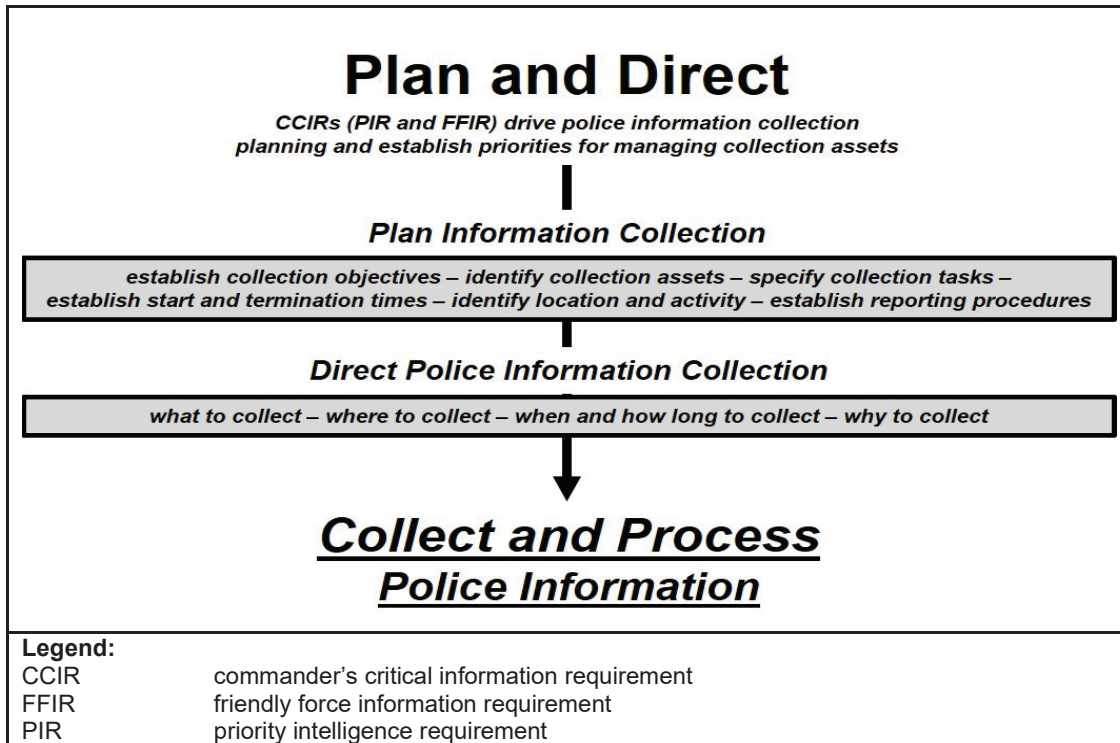 Plan and Direct
CCIRs (PIR and FFIR) drive police information collection
planning and establish priorities for managing collection assets
Plan Information Collection
establish collection objectives – identify collection assets – specify collection tasks –
establish start and termination times – identify location and activity – establish reporting procedures
Direct Police Information Collection
what to collect – where to collect – when and how long to collect – why to collect
Collect and Process
Police Information
Legend:
CCIR commander’s critical information requirement
FFIR friendly force information requirement
PIR priority intelligence requirement